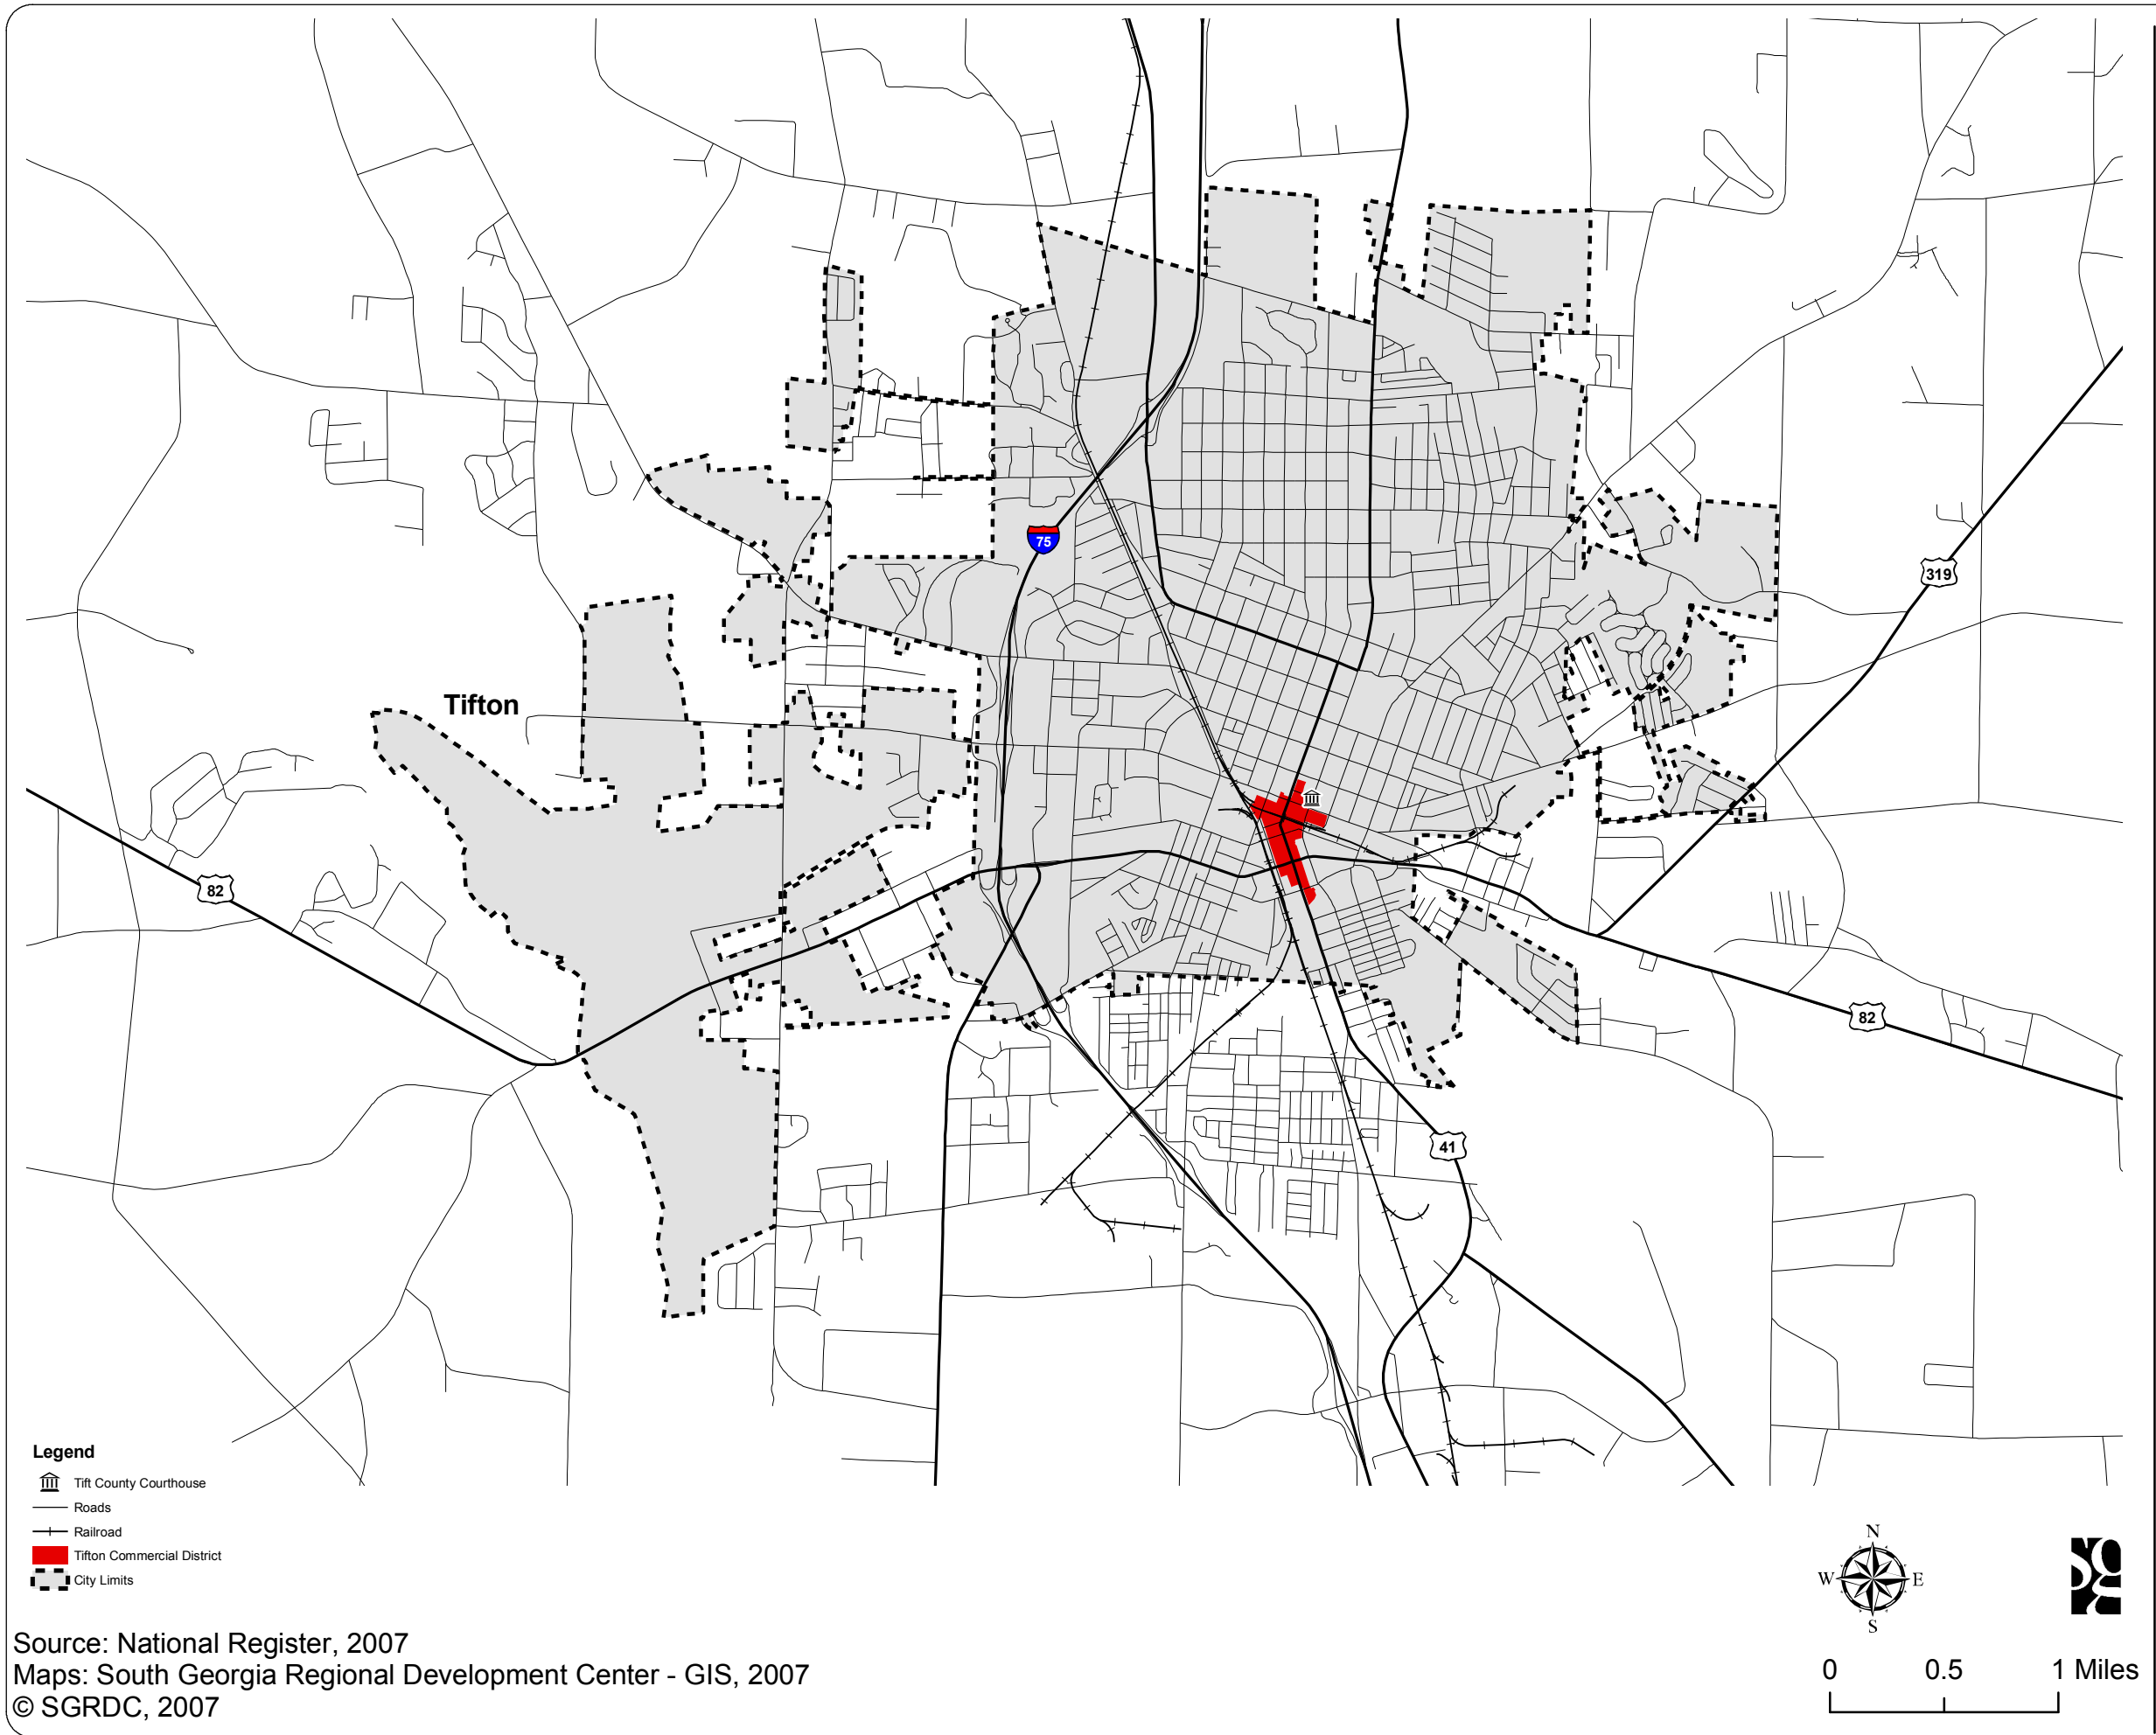 75
319
Tifton
82
82
41
Legend
Tift County Courthouse
Roads
Railroad
Tifton Commercial District
City Limits
N
W
E
S
sg
Source: National Register, 2007
Maps: South Georgia Regional Development Center - GIS, 2007
© SGRDC, 2007
0 0.5 1 Miles